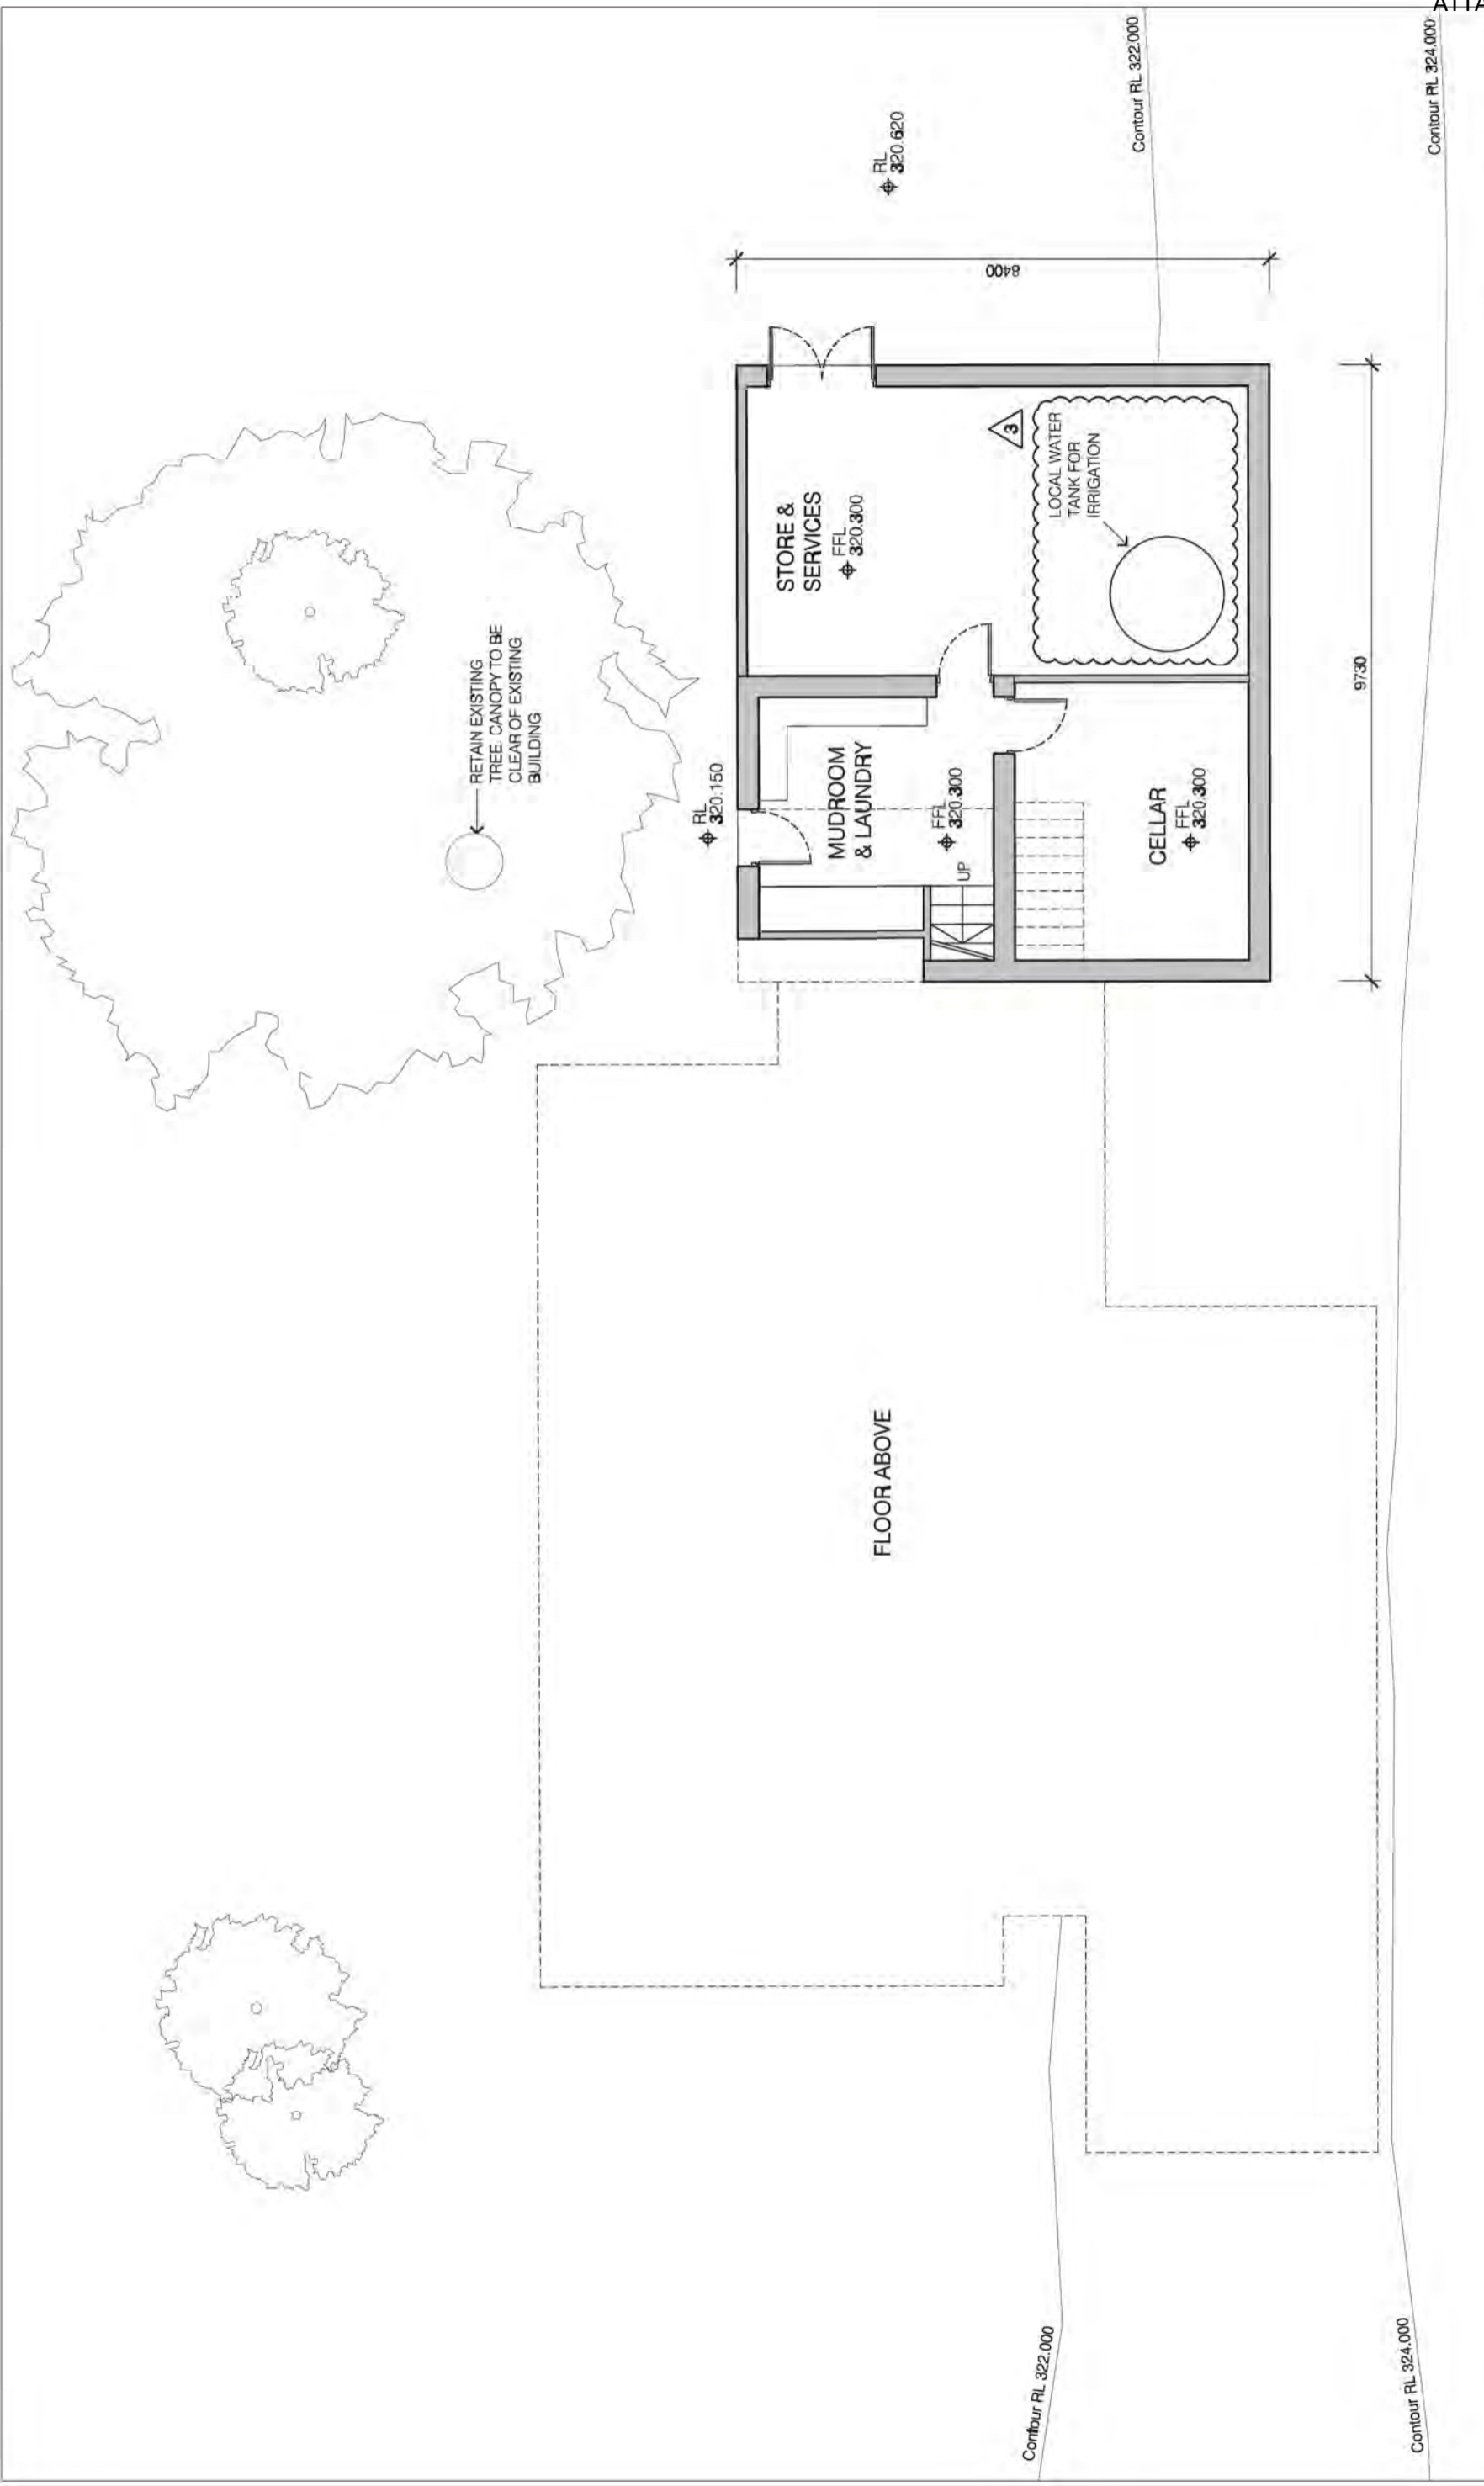 ATTA
Contour RL 322.000
Contour RL 324.000
RL
320.620
8400
STORE &
SERVICES
FFL
320.300
3
LOCAL WATER
TANK FOR
IRRIGATION
9730
RETAIN EXISTING
TREE. CANOPY TO BE
CLEAR OF EXISTING
BUILDING
RL
320.150
MUDROOM
& LAUNDRY
FFL
320.300
UP
CELLAR
FFL
320.300
FLOOR ABOVE
Contour RL 322.000
Contour RL 324.000